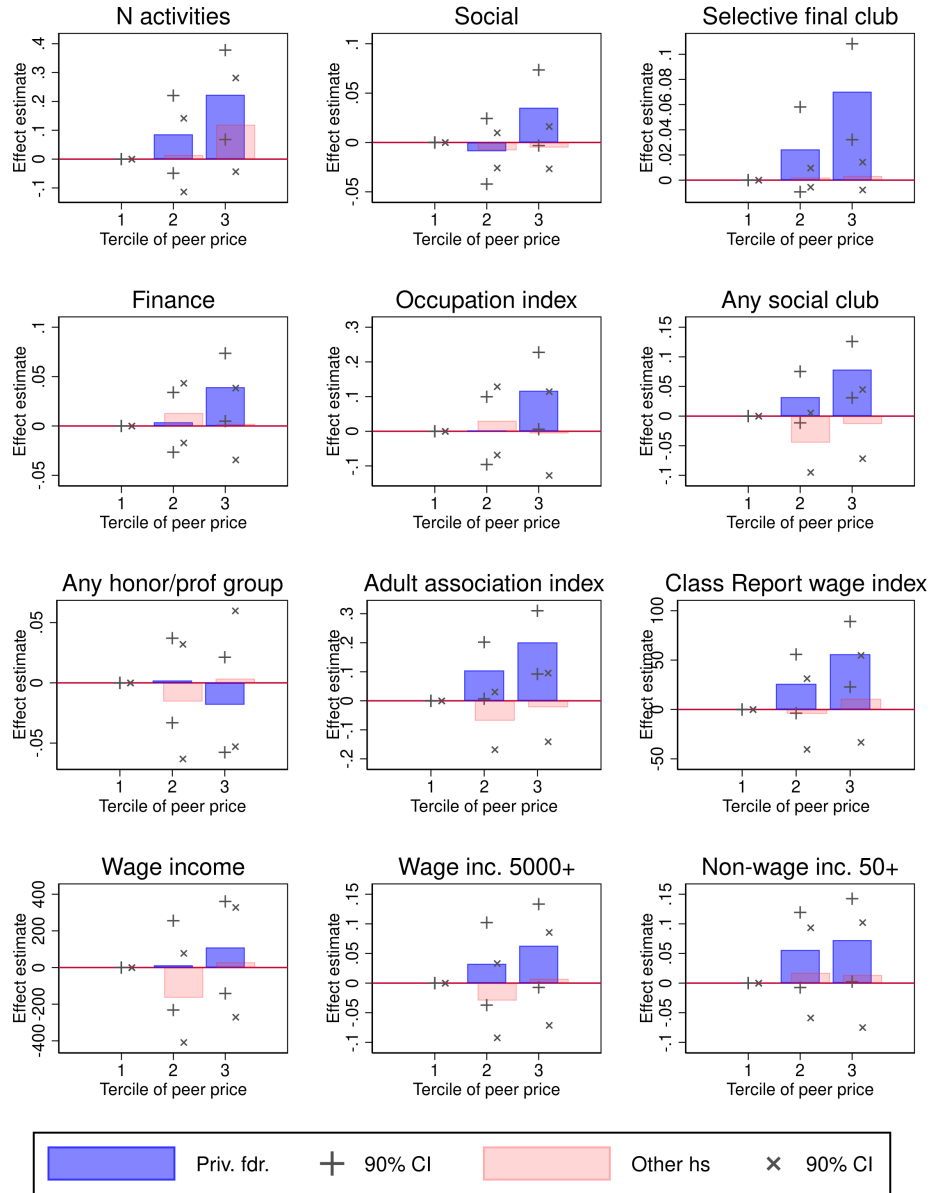 N activities
Effect estimate
.4
.3
.2
.1
0
-.1
1 2 3
Tercile of peer price
Social
Effect estimate
.1
.05
0
-.05
1 2 3
Tercile of peer price
Selective final club
Effect estimate
.1
.08
.06
.04
.02
0
1 2 3
Tercile of peer price
Finance
Effect estimate
.1
.05
0
-.05
1 2 3
Tercile of peer price
Occupation index
Effect estimate
.3
.2
.1
0
-.1
1 2 3
Tercile of peer price
Any social club
Effect estimate
.15
.1
.05
0
-.05
-.1
1 2 3
Tercile of peer price
Any honor/prof group
Effect estimate
.05
0
-.05
1 2 3
Tercile of peer price
Adult association index
Effect estimate
.3
.2
.1
0
-.1
-.2
1 2 3
Tercile of peer price
Class Report wage index
Effect estimate
100
50
0
-50
1 2 3
Tercile of peer price
Wage income
Effect estimate
400
200
0
-200
-400
1 2 3
Tercile of peer price
Wage inc. 5000+
Effect estimate
.15
.1
.05
0
-.05
-.1
1 2 3
Tercile of peer price
Non-wage inc. 50+
Effect estimate
.15
.1
.05
0
-.05
-.1
1 2 3
Tercile of peer price
Priv. fdr. 90% CI Other hs 90% CI